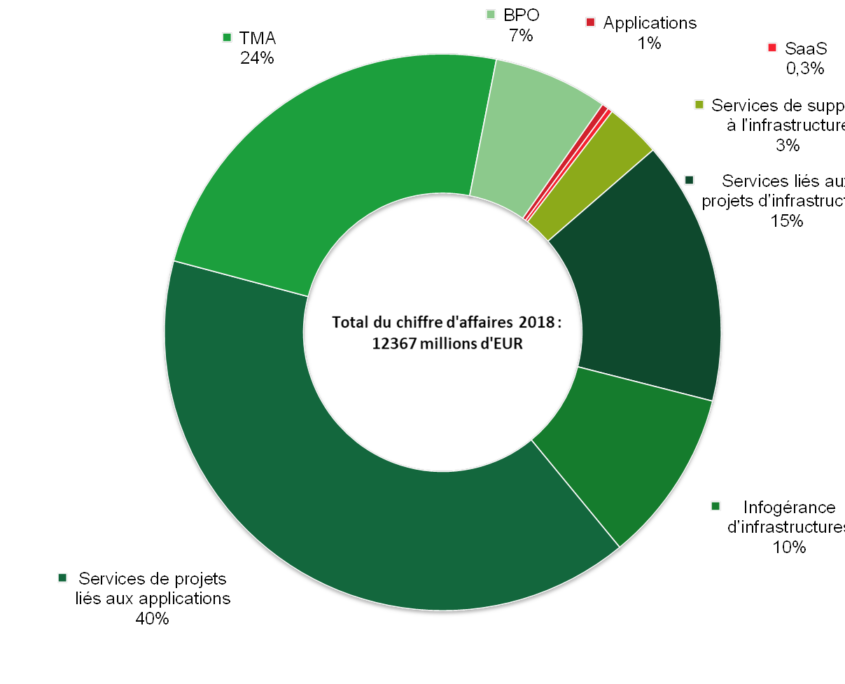 BPO
7%
Applications
1%
TMA
24%
SaaS
0,3%
Services de supp
à l'infrastructure
3%
Services liés aux
projets d'infrastruct
15%
Total du chiffre d'affaires 2018 :
12367 millions d'EUR
Infogérance
d'infrastructures
10%
Services de projets
liés aux applications
40%